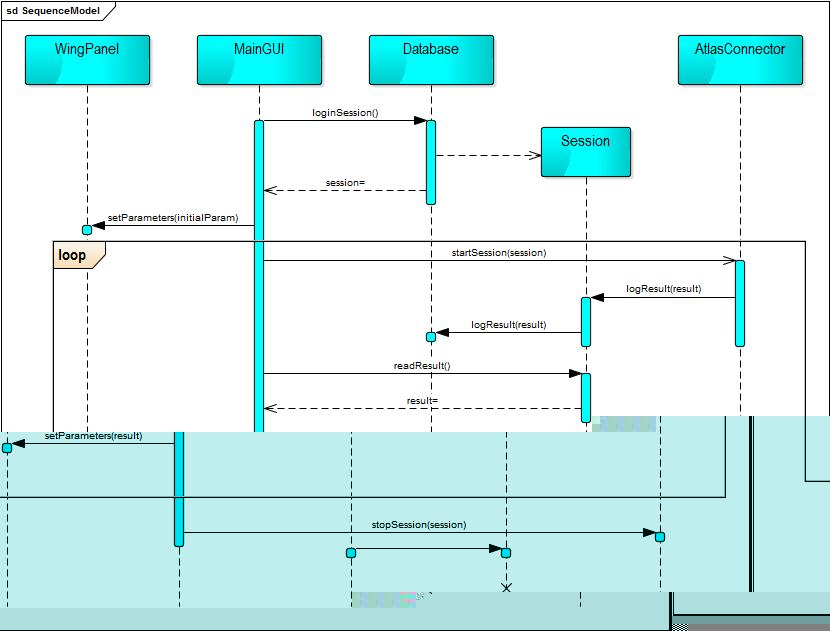 sd SequenceModel
WingPanel
MainGUI
Database
AtlasConnector
loginSession()
Session
session=
setParameters(initialParam)
loop
startSession(session)
logResult(result)
logResult(result)
readResult()
result=
setParameters(result)
stopSession(session)